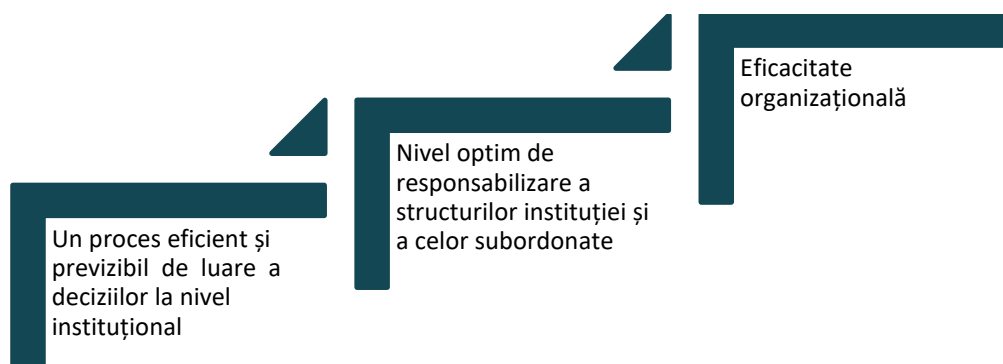 Eficacitate
organizațională
Nivel optim de
responsabilizare a
structurilor instituției și
a celor subordonate
Un proces eficient și
previzibil de luare a
deciziilor la nivel
instituțional